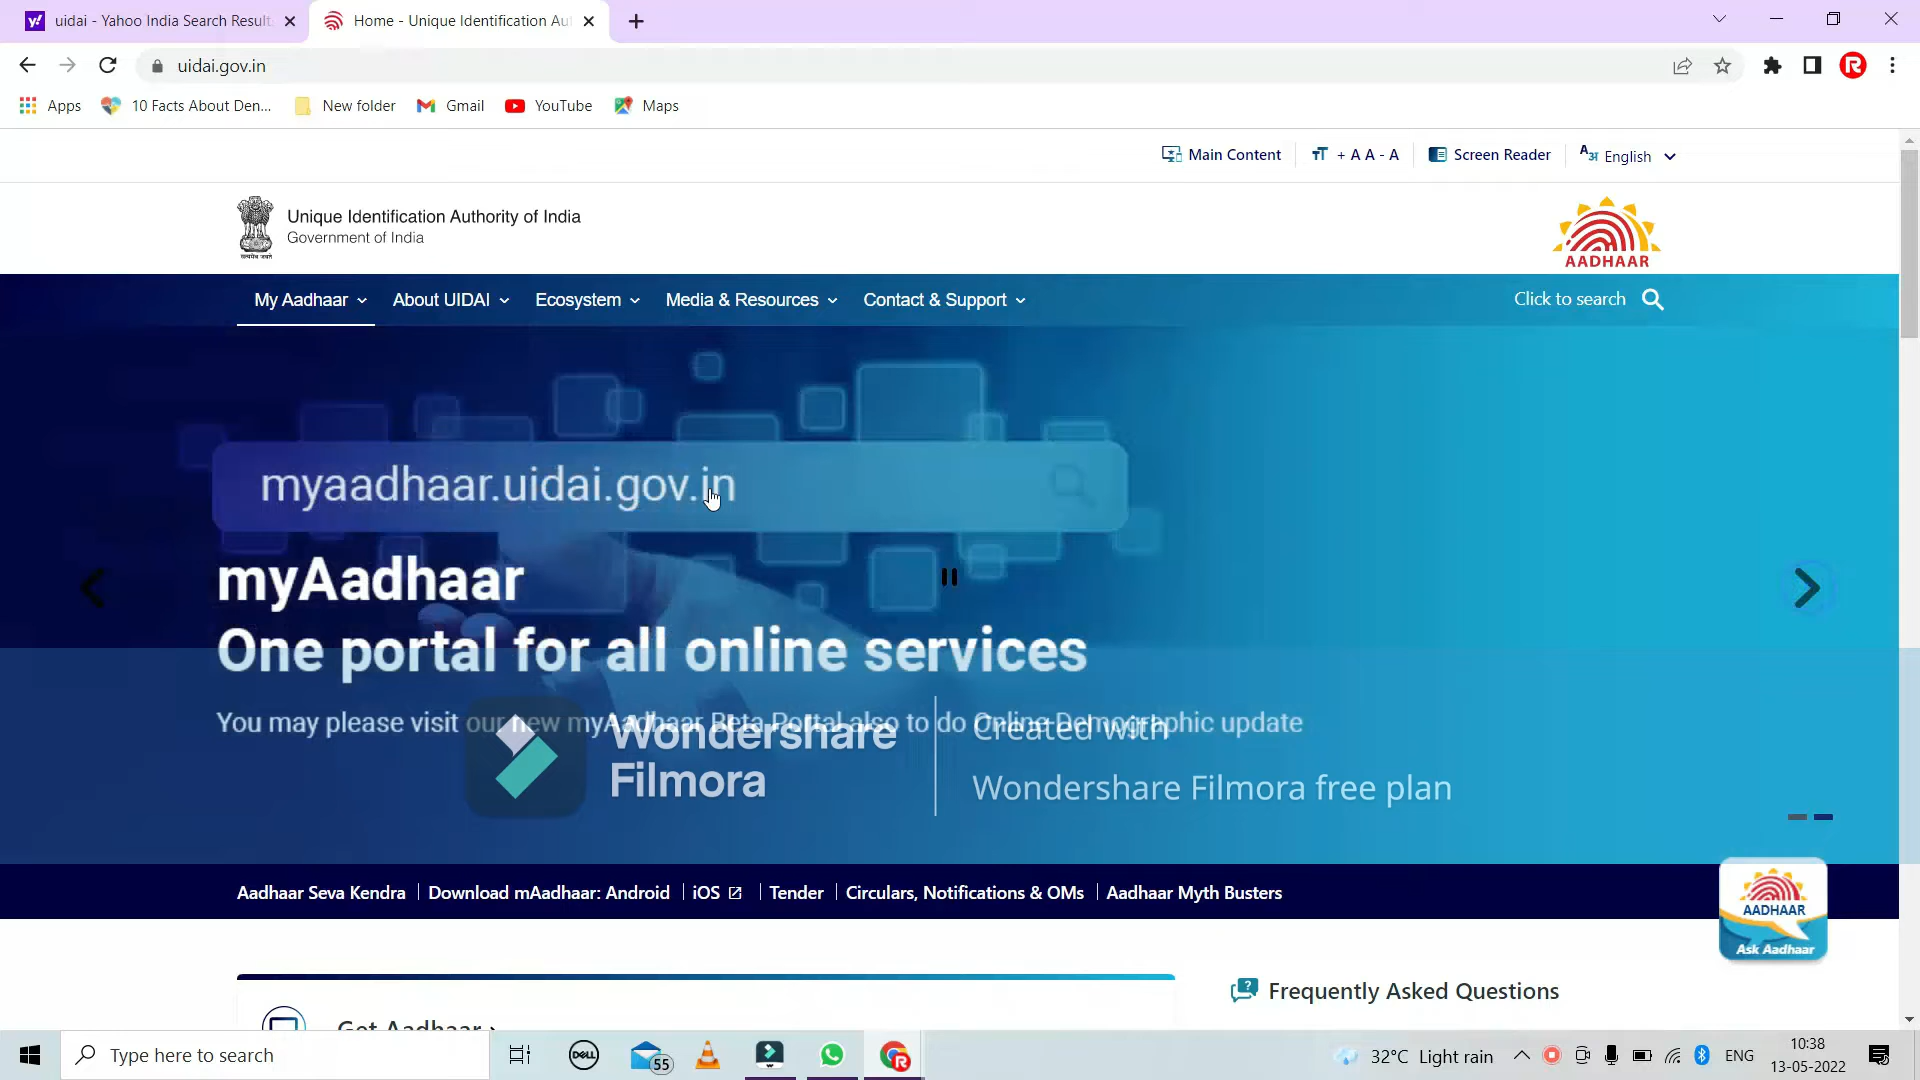 uidai - Yahoo India Search Result
Home - Unique Identification Au
uidai.gov.in
R
Apps
10 Facts About Den...
New folder
Gmail
YouTube
Maps
Main Content
+ A A - A
Screen Reader
English
Unique Identification Authority of India
Government of India
सत्यमेव जयते
AADHAAR
My Aadhaar
About UIDAI
Ecosystem
Media & Resources
Contact & Support
Click to search
myaadhaar.uidai.gov.in
myAadhaar
One portal for all online services
You may please visit our new myAadhaar Beta Portal also to do Online Demographic update
Wondershare
Filmora
Created with
Wondershare Filmora free plan
Aadhaar Seva Kendra
Download mAadhaar: Android
iOS
Tender
Circulars, Notifications & OMs
Aadhaar Myth Busters
AADHAAR
Ask Aadhaar
Frequently Asked Questions
Get Aadhaar
Type here to search
DELL
55
R
32°C Light rain
ENG
10:38
13-05-2022